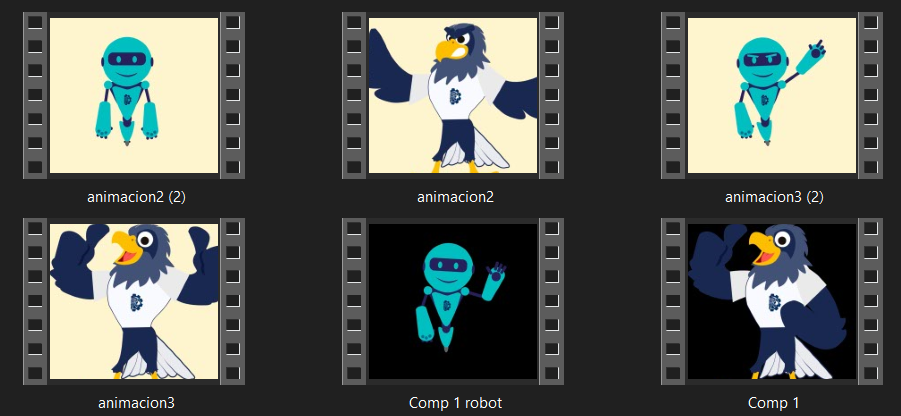 animacion2 (2)
animacion2
animacion3 (2)
animacion3
Comp 1 robot
Comp 1